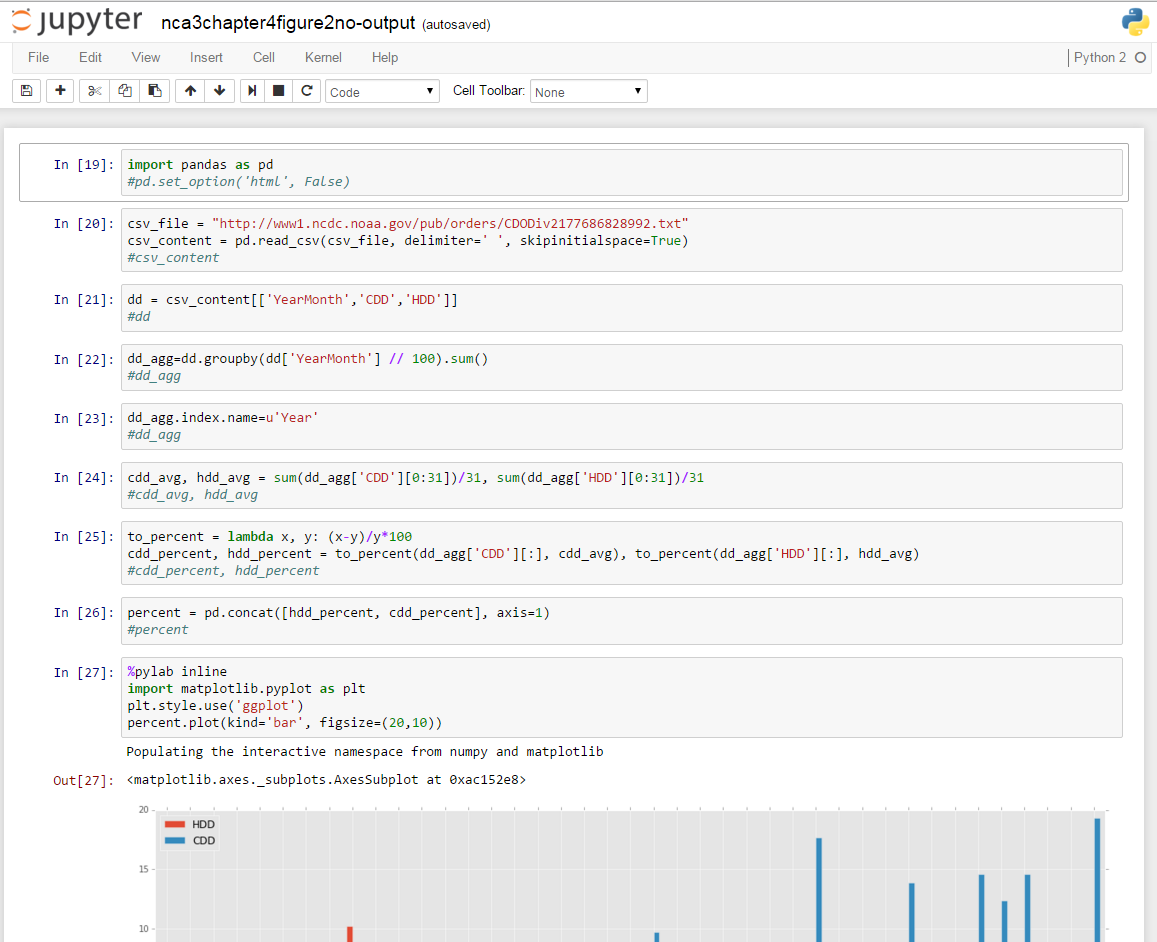 jupyter nca3chapter4figure2no-output (autosaved)
File Edit View Insert Cell Kernel Help Python 2
Code Cell Toolbar: None
In [19]: import pandas as pd
#pd.set_option('html', False)
In [20]: csv_file = "http://www1.ncdc.noaa.gov/pub/orders/CDODiv2177686828992.txt"
csv_content = pd.read_csv(csv_file, delimiter=' ', skipinitialspace=True)
#csv_content
In [21]: dd = csv_content[['YearMonth','CDD','HDD']]
#dd
In [22]: dd_agg=dd.groupby(dd['YearMonth'] // 100).sum()
#dd_agg
In [23]: dd_agg.index.name=u'Year'
#dd_agg
In [24]: cdd_avg, hdd_avg = sum(dd_agg['CDD'][0:31])/31, sum(dd_agg['HDD'][0:31])/31
#cdd_avg, hdd_avg
In [25]: to_percent = lambda x, y: (x-y)/y*100
cdd_percent, hdd_percent = to_percent(dd_agg['CDD'][:], cdd_avg), to_percent(dd_agg['HDD'][:], hdd_avg)
#cdd_percent, hdd_percent
In [26]: percent = pd.concat([hdd_percent, cdd_percent], axis=1)
#percent
In [27]: %pylab inline
import matplotlib.pyplot as plt
plt.style.use('ggplot')
percent.plot(kind='bar', figsize=(20,10))
Populating the interactive namespace from numpy and matplotlib
Out[27]: <matplotlib.axes._subplots.AxesSubplot at 0xac152e8>
20
HDD
CDD
15
10